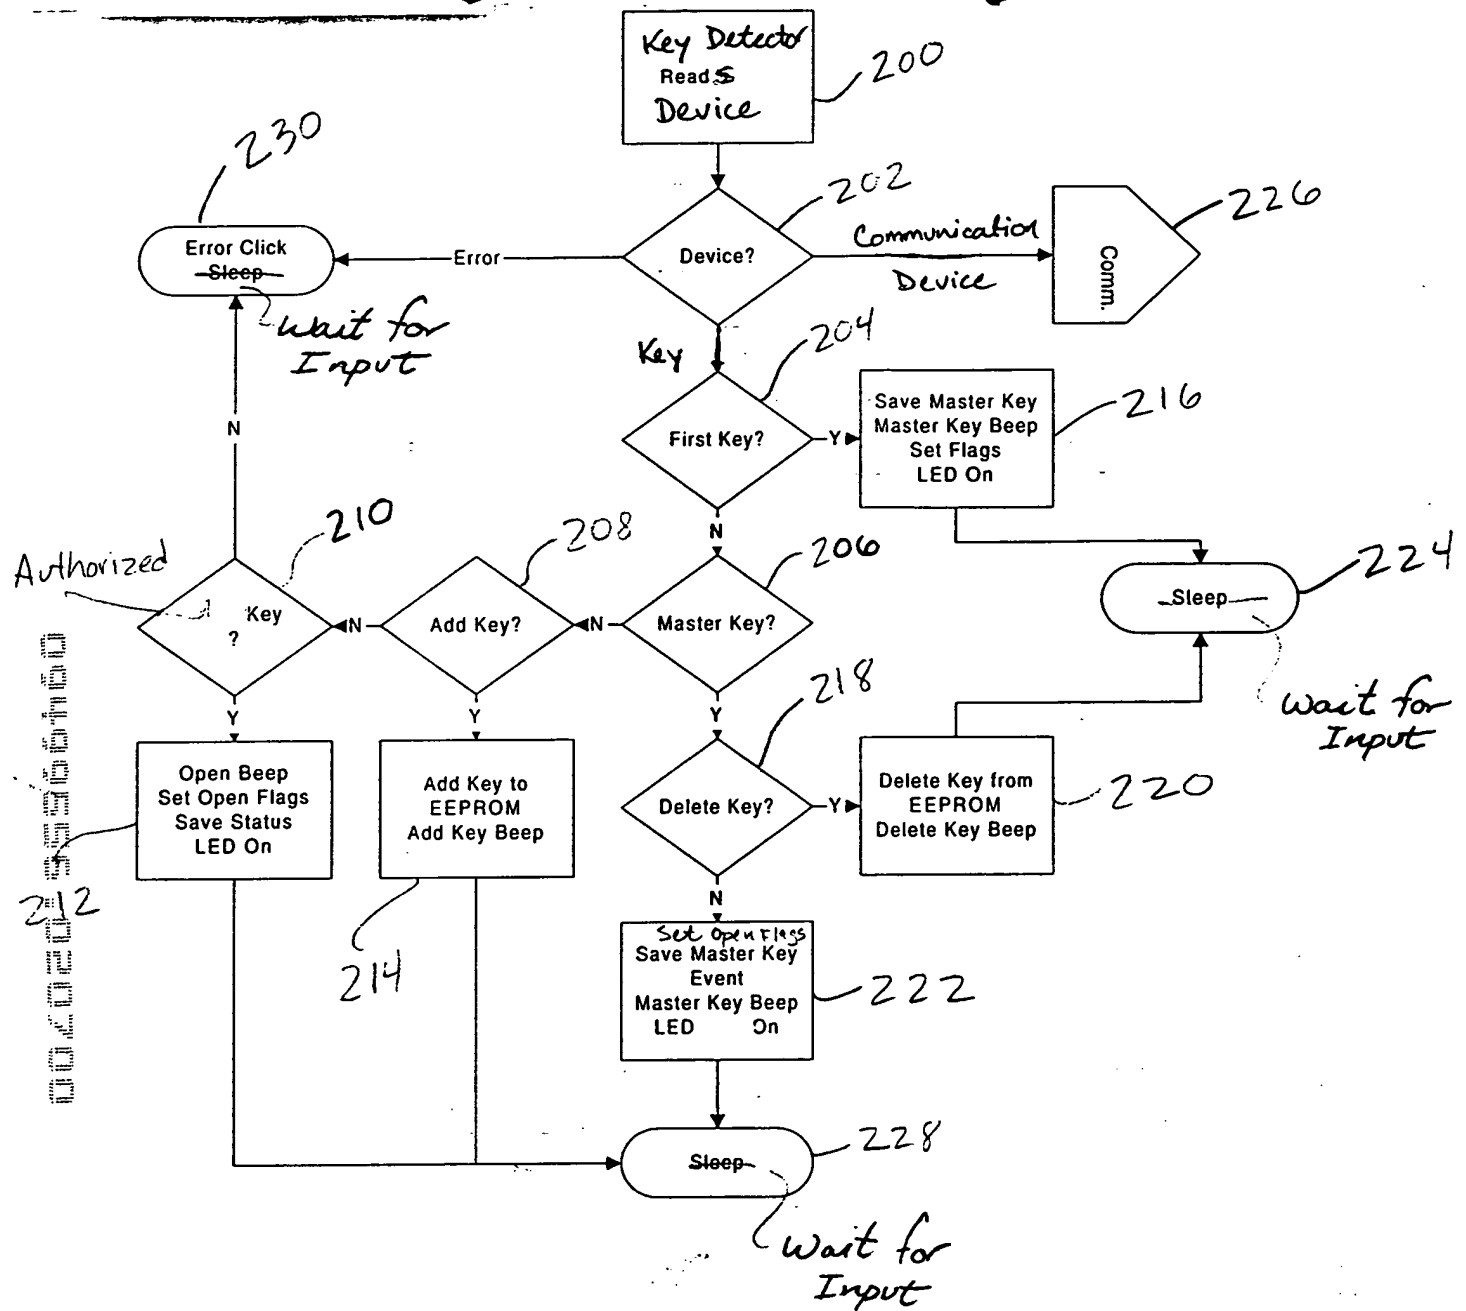 Key Detector
Reads
Device
200
230
202
226
Error Click
Sleep
Wait for
Input
Error
Device?
Communication
Device
Comm.
Key
204
First Key?
Y
Save Master Key
Master Key Beep
Set Flags
LED On
216
N
N
210
208
206
224
Authorized
Key
?
N
Add Key?
N
Master Key?
Sleep
Wait for
Input
Y
Y
Y
218
Open Beep
Set Open Flags
Save Status
LED On
212
Add Key to
EEPROM
Add Key Beep
214
Delete Key?
Y
Delete Key from
EEPROM
Delete Key Beep
220
N
Set Open Flags
Save Master Key
Event
Master Key Beep
LED On
222
Sleep
228
Wait for
Input